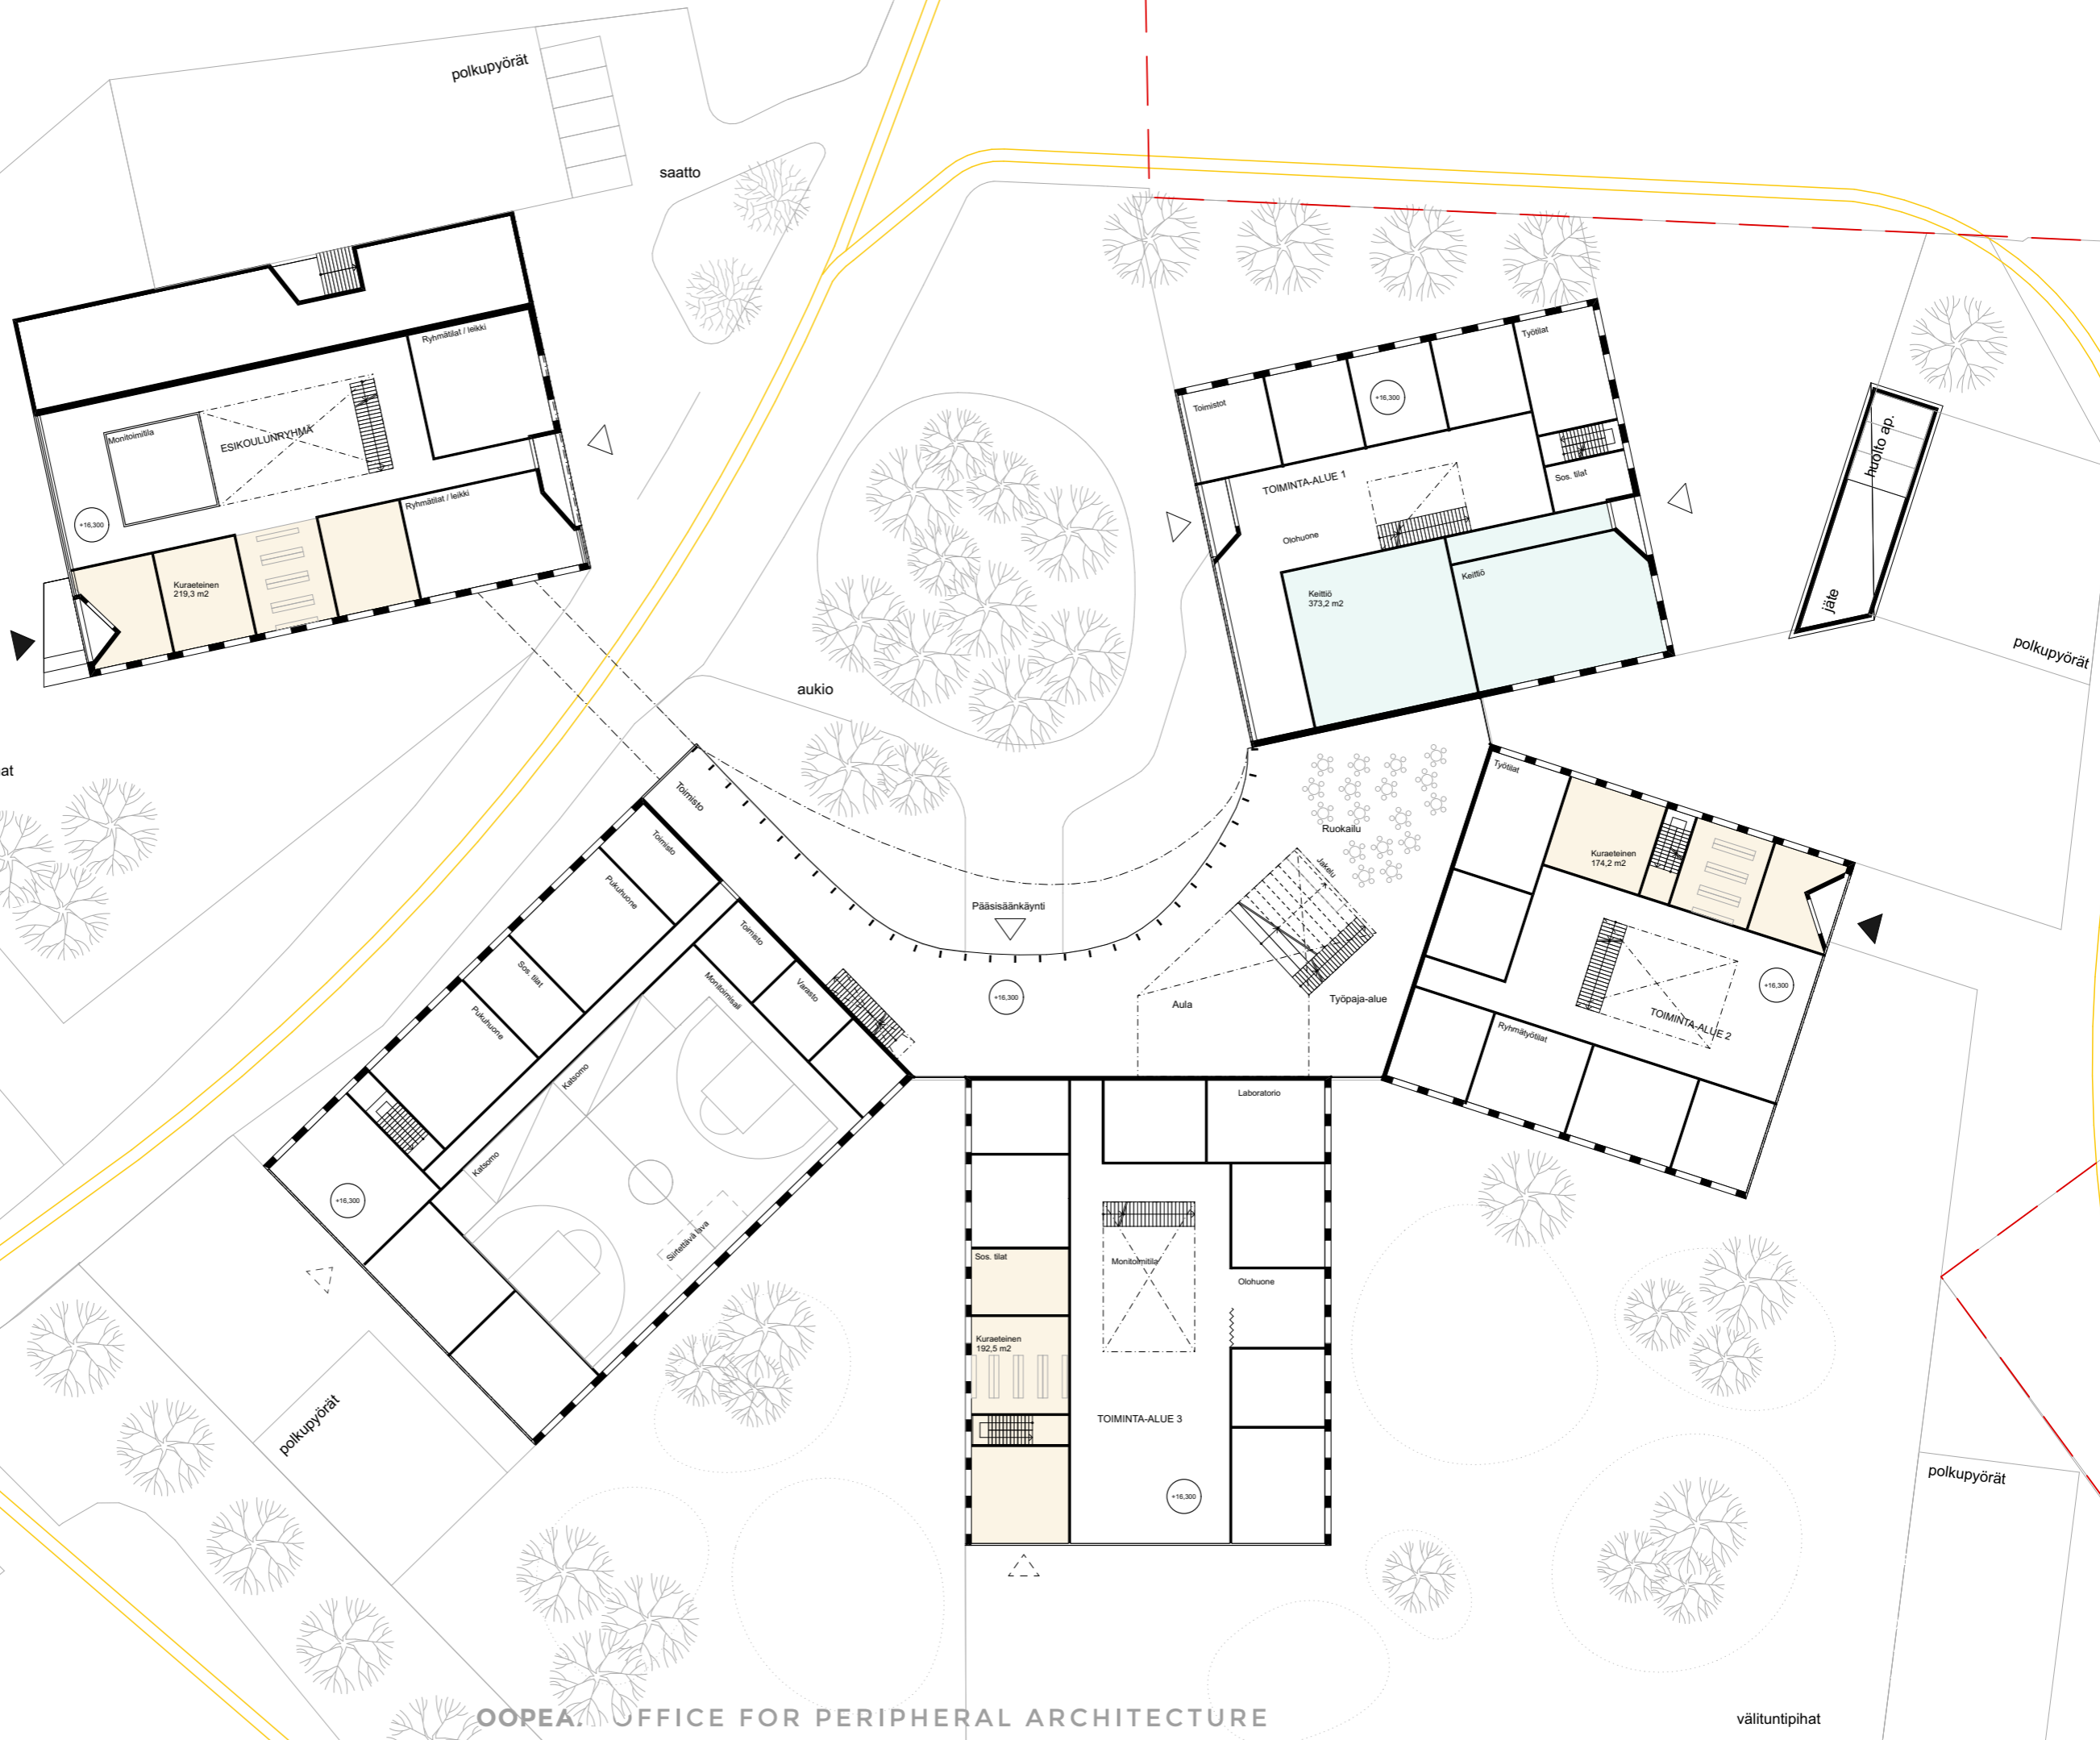 polkupyörät
saatto
Ryhmätilat / leikki
Monitoimitila
ESIKOULUNRYHMÄ
Ryhmätilat / leikki
+16,300
Kuraeteinen
219,3 m2
Työtilat
Toimistot
+16,300
TOIMINTA-ALUE 1
Sos. tilat
Olohuone
Keittiö
Keittiö
373,2 m2
huolto ap.
jäte
polkupyörät
aukio
at
Toimisto
Toimisto
Pukuhuone
Sos. tilat
Pukuhuone
Toimisto
Varasto
Monitoimisali
Katsomo
Katsomo
Siirrettävä lava
+16,300
Pääsisäänkäynti
+16,300
Ruokailu
Jakelu
Aula
Työpaja-alue
Työtilat
Kuraeteinen
174,2 m2
+16,300
TOIMINTA-ALUE 2
Ryhmätyötilat
Laboratorio
Sos. tilat
Monitoimitila
Olohuone
Kuraeteinen
192,5 m2
TOIMINTA-ALUE 3
+16,300
polkupyörät
polkupyörät
OOPEA
OFFICE FOR PERIPHERAL ARCHITECTURE
välituntipihat